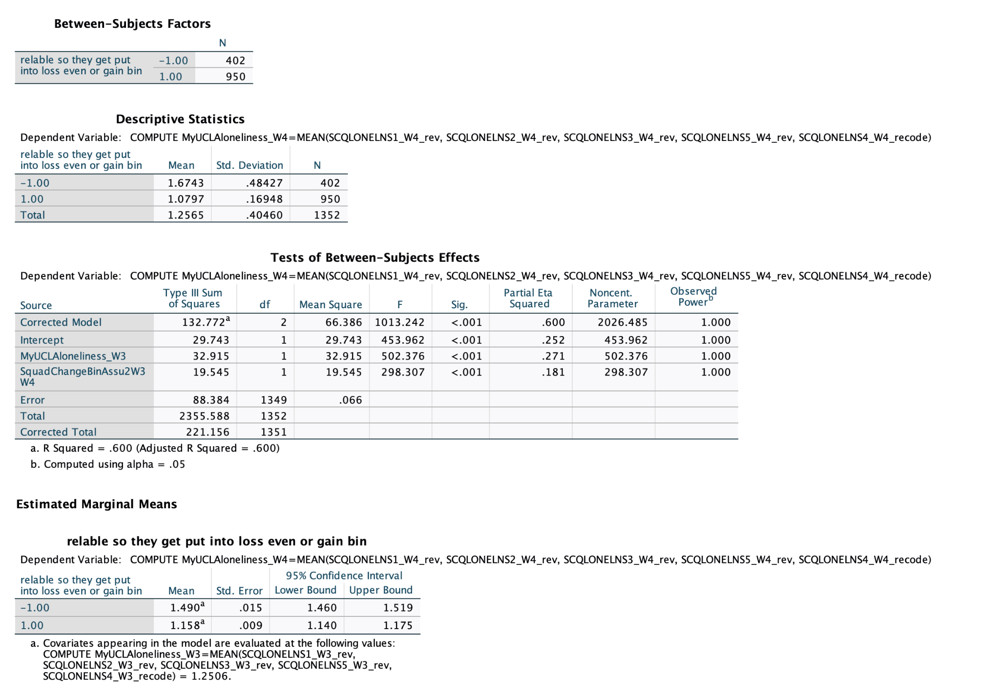 Between-Subjects Factors
N
relable so they get put into loss even or gain bin -1.00 402
1.00 950
Descriptive Statistics
Dependent Variable: COMPUTE MyUCLAloneliness_W4=MEAN(SCQLONELNS1_W4_rev, SCQLONELNS2_W4_rev, SCQLONELNS3_W4_rev, SCQLONELNS5_W4_rev, SCQLONELNS4_W4_recode)
relable so they get put
into loss even or gain bin Mean Std. Deviation N
-1.00 1.6743 .48427 402
1.00 1.0797 .16948 950
Total 1.2565 .40460 1352
Tests of Between-Subjects Effects
Dependent Variable: COMPUTE MyUCLAloneliness_W4=MEAN(SCQLONELNS1_W4_rev, SCQLONELNS2_W4_rev, SCQLONELNS3_W4_rev, SCQLONELNS5_W4_rev, SCQLONELNS4_W4_recode)
Source Type III Sum of Squares df Mean Square F Sig. Partial Eta Squared Noncent. Parameter Observed Power^b
Corrected Model 132.772^a 2 66.386 1013.242 <.001 .600 2026.485 1.000
Intercept 29.743 1 29.743 453.962 <.001 .252 453.962 1.000
MyUCLAloneliness_W3 32.915 1 32.915 502.376 <.001 .271 502.376 1.000
SquadChangeBinAssu2W3 19.545 1 19.545 298.307 <.001 .181 298.307 1.000
W4
Error 88.384 1349 .066
Total 2355.588 1352
Corrected Total 221.156 1351
a. R Squared = .600 (Adjusted R Squared = .600)
b. Computed using alpha = .05
Estimated Marginal Means
relable so they get put into loss even or gain bin
Dependent Variable: COMPUTE MyUCLAloneliness_W4=MEAN(SCQLONELNS1_W4_rev, SCQLONELNS2_W4_rev, SCQLONELNS3_W4_rev, SCQLONELNS5_W4_rev, SCQLONELNS4_W4_recode)
95% Confidence Interval
relable so they get put
into loss even or gain bin Mean Std. Error Lower Bound Upper Bound
-1.00 1.490^a .015 1.460 1.519
1.00 1.158^a .009 1.140 1.175
a. Covariates appearing in the model are evaluated at the following values:
COMPUTE MyUCLAloneliness_W3=MEAN(SCQLONELNS1_W3_rev,
SCQLONELNS2_W3_rev, SCQLONELNS3_W3_rev, SCQLONELNS5_W3_rev,
SCQLONELNS4_W3_recode) = 1.2506.